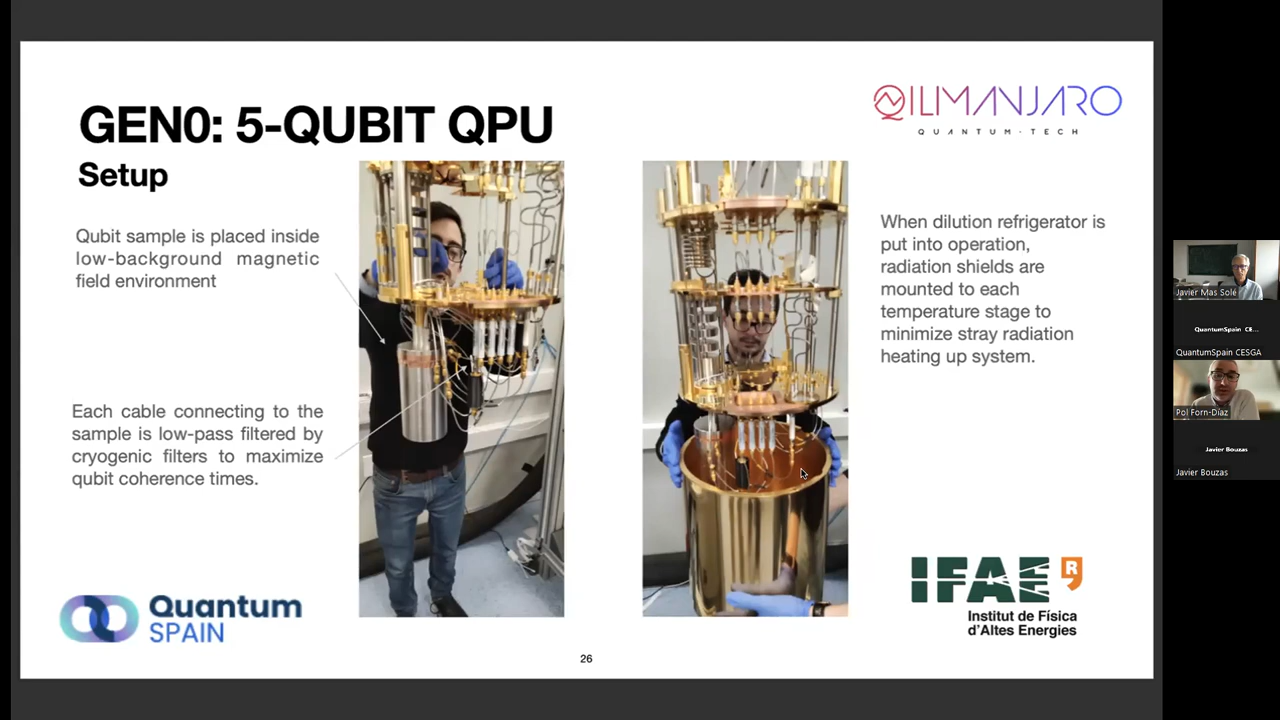 GEN0: 5-QUBIT QPU
Setup
QILIMANJARO
QUANTUM·TECH
Qubit sample is placed inside
low-background magnetic
field environment
Each cable connecting to the
sample is low-pass filtered by
cryogenic filters to maximize
qubit coherence times.
When dilution refrigerator is
put into operation,
radiation shields are
mounted to each
temperature stage to
minimize stray radiation
heating up system.
Quantum
SPAIN
IFAE R
Institut de Física
d'Altes Energies
26
Javier Mas Solé
QuantumSpain CE...
QuantumSpain CESGA
Pol Forn-Díaz
Javier Bouzas
Javier Bouzas